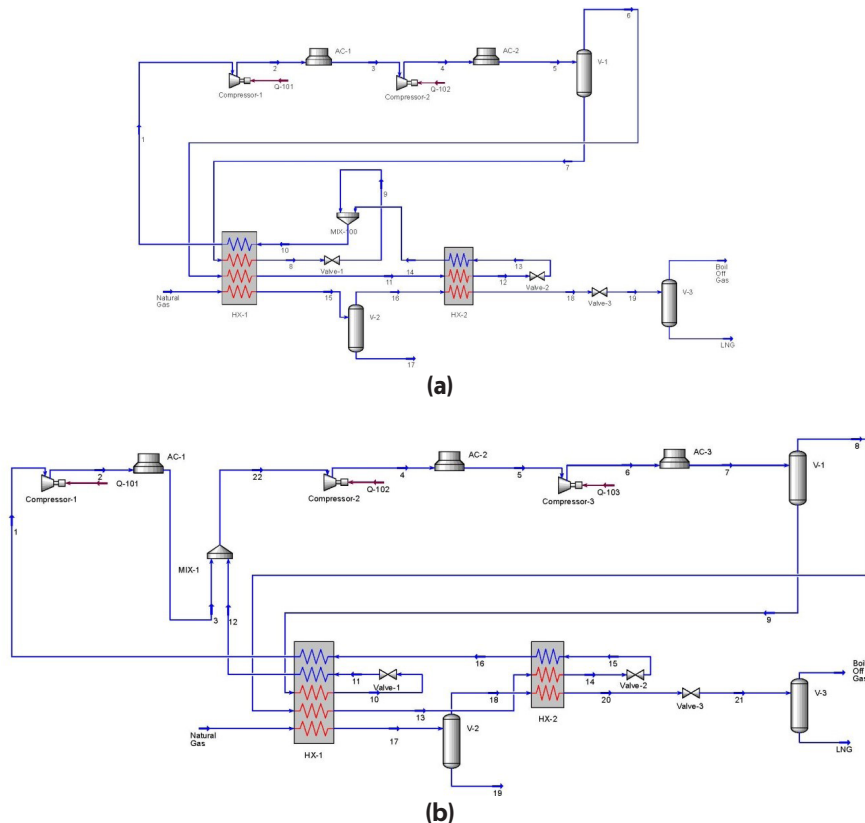 6
AC-1
AC-2
2
3
4
5
V-1
Compressor-1
Q-101
Compressor-2
Q-102
1
7
9
MIX-100
10
8
Valve-1
14
13
11
12
Valve-2
Natural
Gas
15
16
18
Valve-3
19
Boil
Off
Gas
V-3
HX-1
V-2
HX-2
17
LNG
(a)
8
AC-1
AC-2
AC-3
2
22
4
5
6
7
V-1
Compressor-1
Q-101
Compressor-2
Q-102
Compressor-3
Q-103
1
MIX-1
3
12
9
16
15
11
Valve-1
10
14
Valve-2
13
18
20
Valve-3
21
Boil
Off
Gas
Natural
Gas
17
V-2
HX-2
V-3
HX-1
LNG
19
(b)